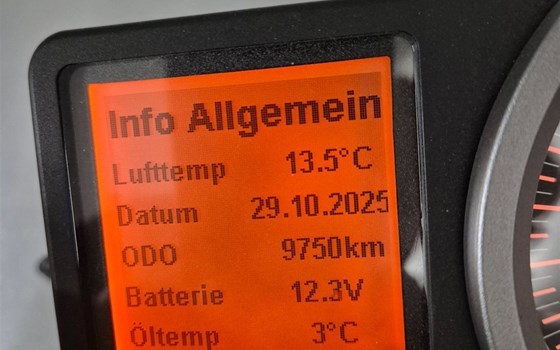 Info Allgemein
Lufttemp 13.5°C
Datum 29.10.2025
ODO 9750km
Batterie 12.3V
Öltemp 3°C